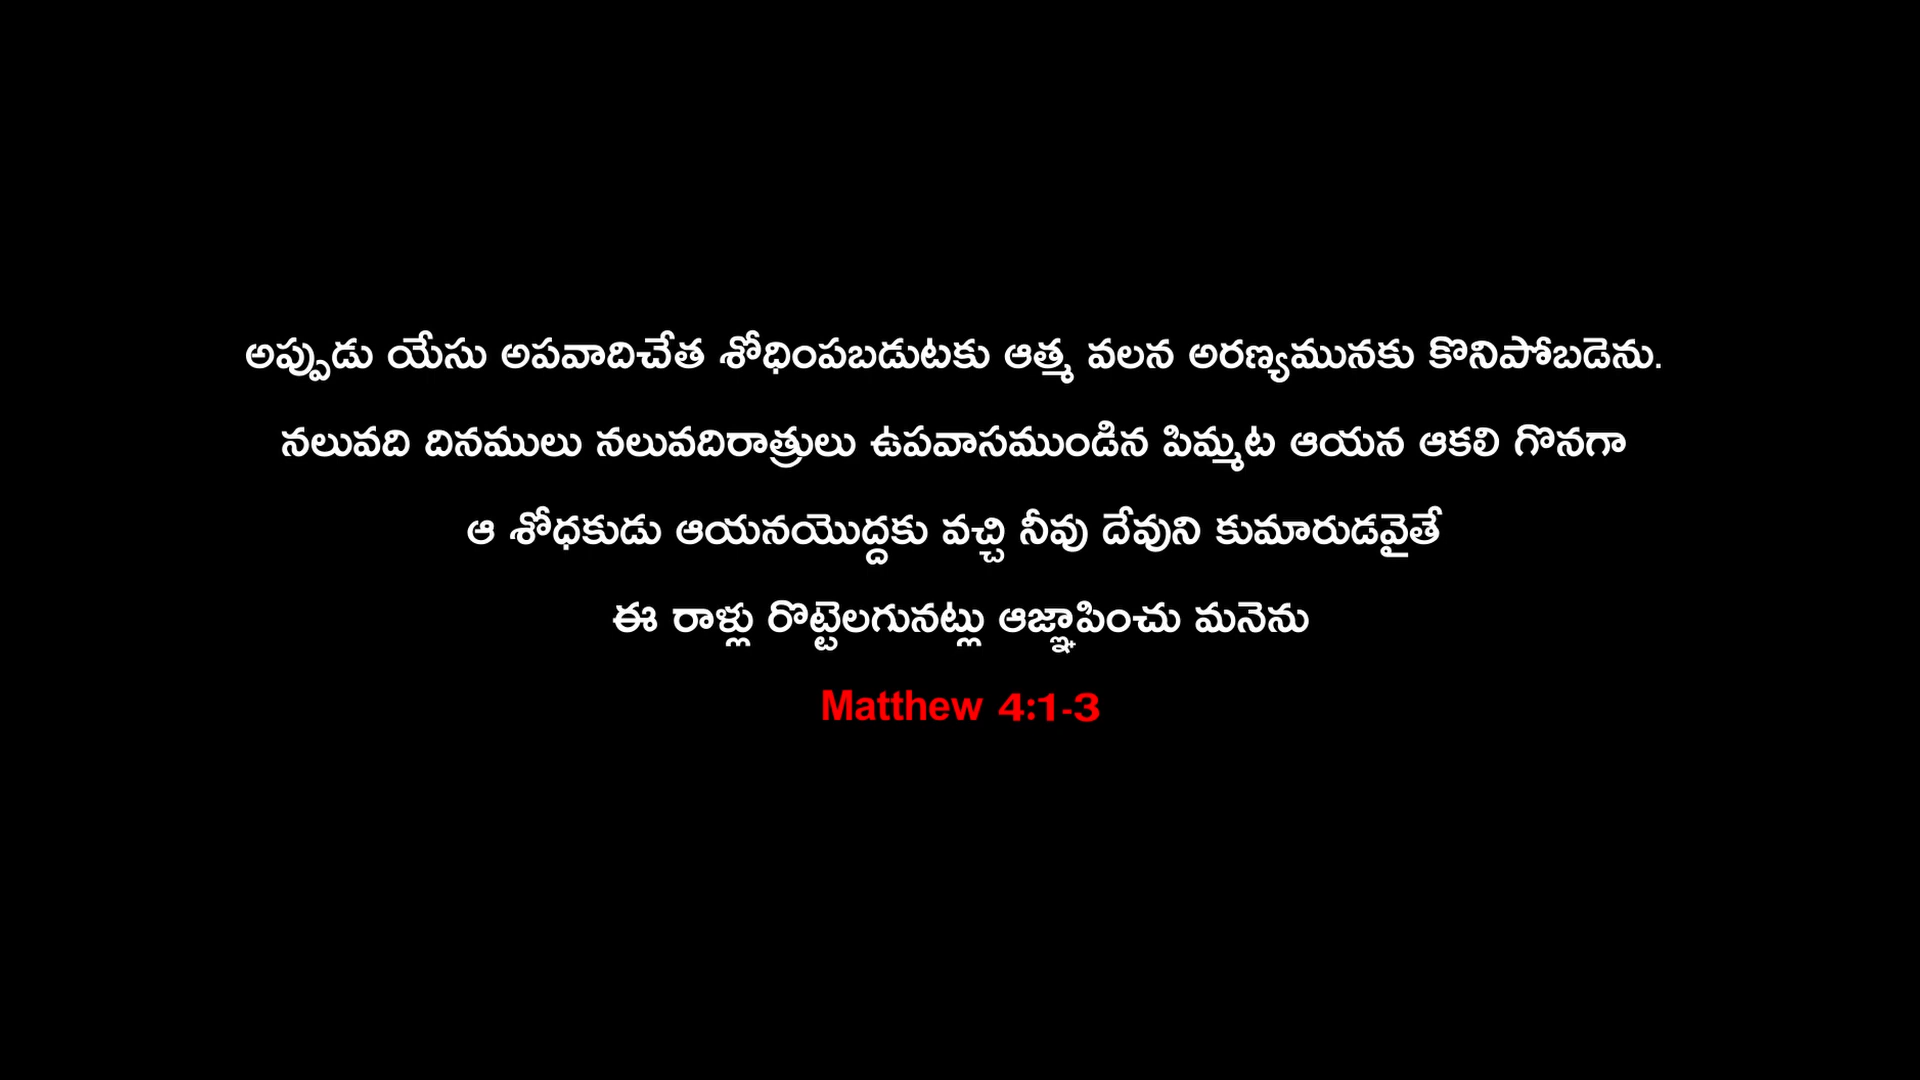 అప్పుడు యేసు అపవాదిచేత శోధింపబడుటకు ఆత్మ వలన అరణ్యమునకు కొనిపోబడెను.
నలువది దినములు నలువదిరాత్రులు ఉపవాసముండిన పిమ్మట ఆయన ఆకలి గొనగా
ఆ శోధకుడు ఆయనయొద్దకు వచ్చి నీవు దేవుని కుమారుడవైతే
ఈ రాళ్లు రొట్టెలగునట్లు ఆజ్ఞాపించు మనెను
Matthew 4:1-3